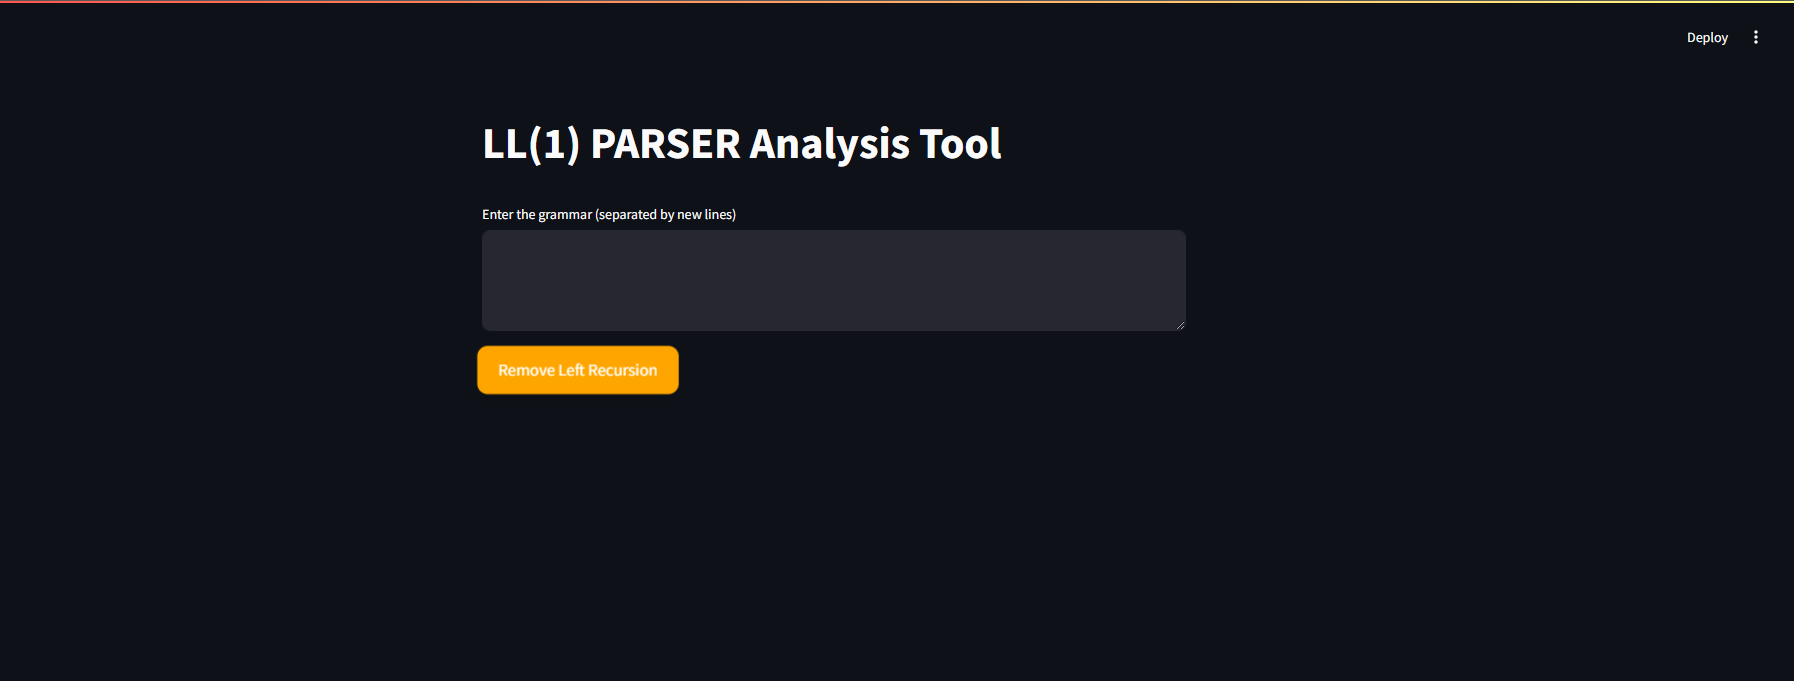 Deploy
LL(1) PARSER Analysis Tool
Enter the grammar (separated by new lines)
Remove Left Recursion